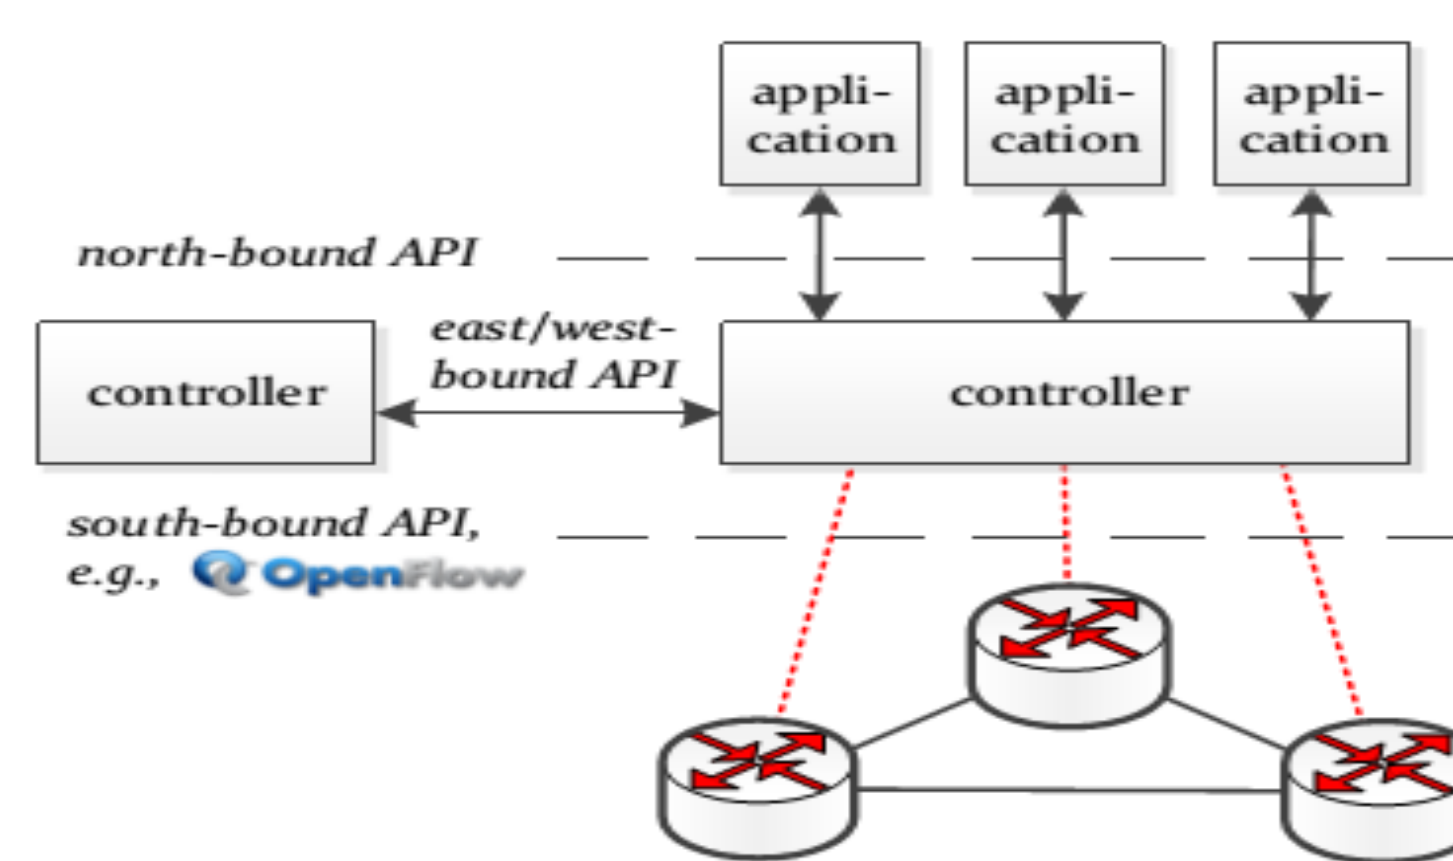 appli-
cation
appli-
cation
appli-
cation
north-bound API
east/west-
bound API
controller
controller
south-bound API,
e.g., OpenFlow